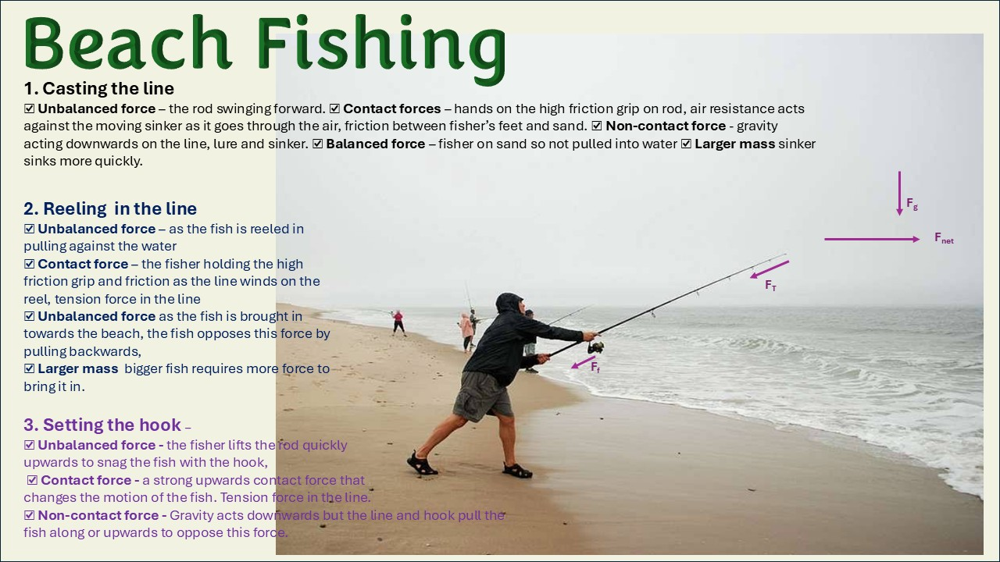 Beach Fishing
1. Casting the line
☑ Unbalanced force – the rod swinging forward. ☑ Contact forces – hands on the high friction grip on rod, air resistance acts
against the moving sinker as it goes through the air, friction between fisher’s feet and sand. ☑ Non-contact force - gravity
acting downwards on the line, lure and sinker. ☑ Balanced force – fisher on sand so not pulled into water ☑ Larger mass sinker
sinks more quickly.
2. Reeling  in the line
☑ Unbalanced force – as the fish is reeled in
pulling against the water
☑ Contact force – the fisher holding the high
friction grip and friction as the line winds on the
reel, tension force in the line
☑ Unbalanced force as the fish is brought in
towards the beach, the fish opposes this force by
pulling backwards,
☑ Larger mass  bigger fish requires more force to
bring it in.
3. Setting the hook –
☑ Unbalanced force - the fisher lifts the rod quickly
upwards to snag the fish with the hook,
☑ Contact force - a strong upwards contact force that
changes the motion of the fish. Tension force in the line.
☑ Non-contact force - Gravity acts downwards but the line and hook pull the
fish along or upwards to oppose this force.
Fg
Fnet
FT
Ff